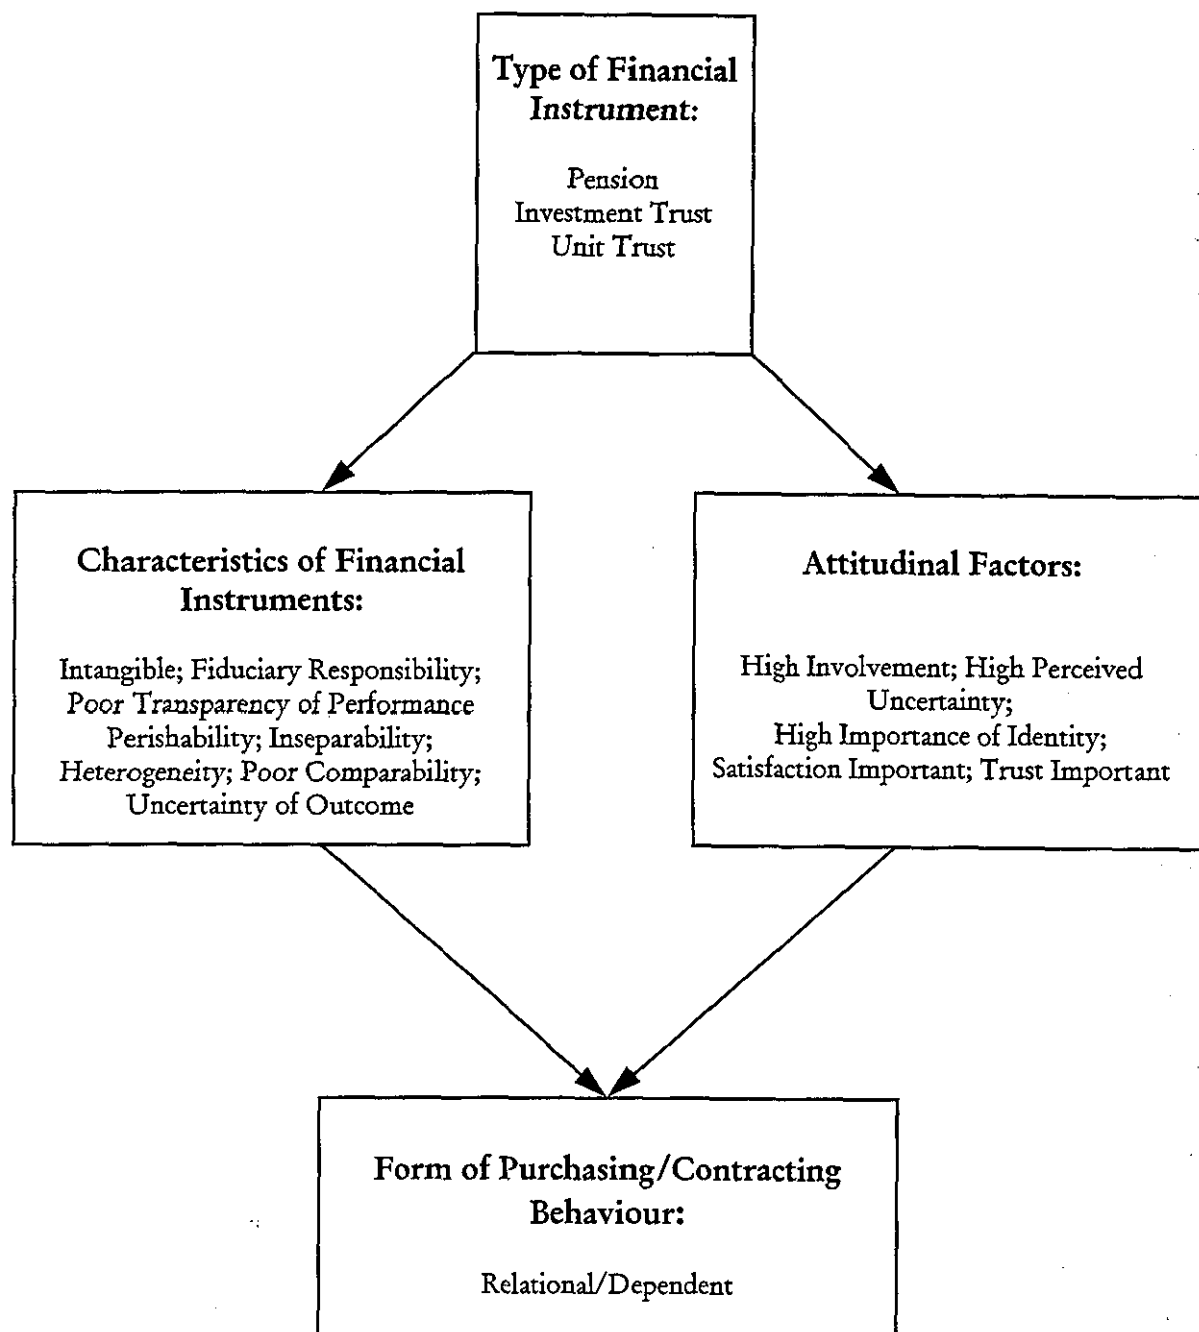 Type of Financial
Instrument:
Pension
Investment Trust
Unit Trust
Characteristics of Financial
Instruments:
Intangible; Fiduciary Responsibility;
Poor Transparency of Performance
Perishability; Inseparability;
Heterogeneity; Poor Comparability;
Uncertainty of Outcome
Attitudinal Factors:
High Involvement; High Perceived
Uncertainty;
High Importance of Identity;
Satisfaction Important; Trust Important
Form of Purchasing/Contracting
Behaviour:
Relational/Dependent